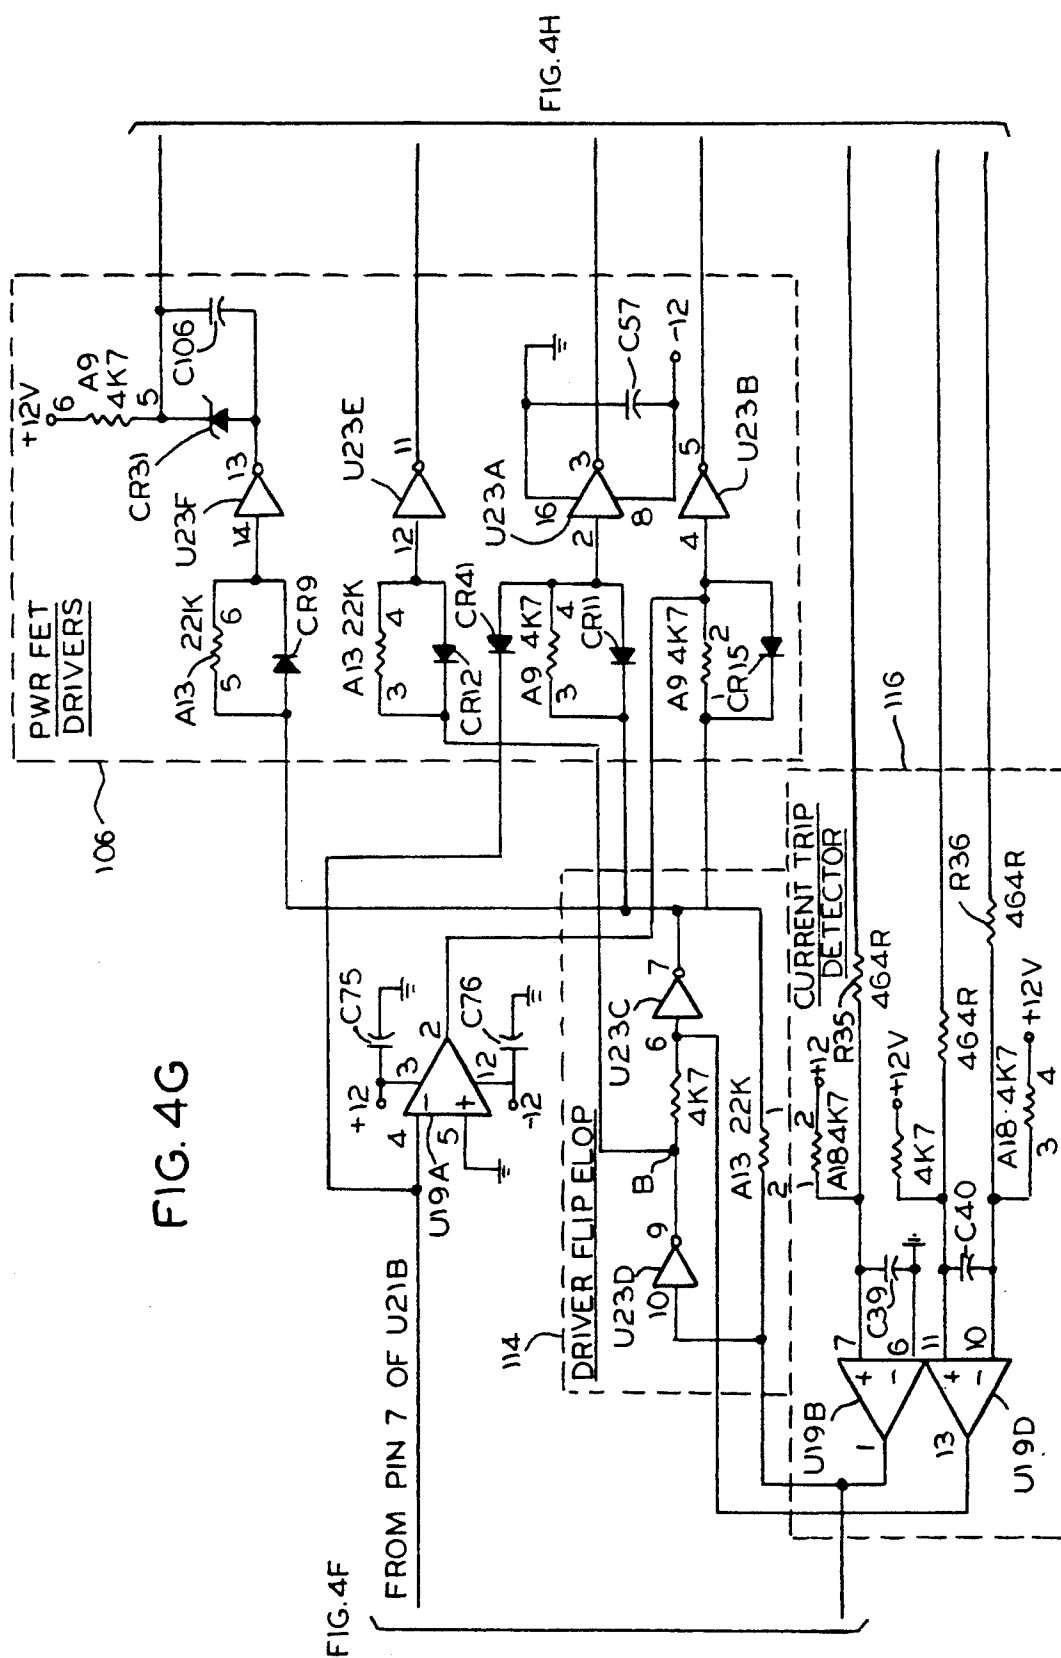 FIG. 4G
FIG. 4F
FROM PIN 7 OF U21B
FIG. 4H
106
PWR FET
DRIVERS
+12V
6
A9
4K7
5
CR31
C106
U23F
14
13
A13
22K
5
6
CR9
U23E
12
11
A13 22K
3
4
CR12
CR41
U23A
16
2
3
8
C57
-12
A9 4K7
3
4
CR11
U23B
4
5
A9 4K7
1
2
CR15
+12
C75
3
4
2
5
12
U19A
-12
C76
114
DRIVER FLIP ELOP
U23D
10
9
B
4K7
U23C
6
7
A13 22K
2
1
116
CURRENT TRIP
DETECTOR
R35
464R
+12
1
2
A18 4K7
+12V
4K7
464R
R36
464R
A18 4K7
+12V
3
4
C39
C40
U19B
7
1
6
11
10
13
U19D